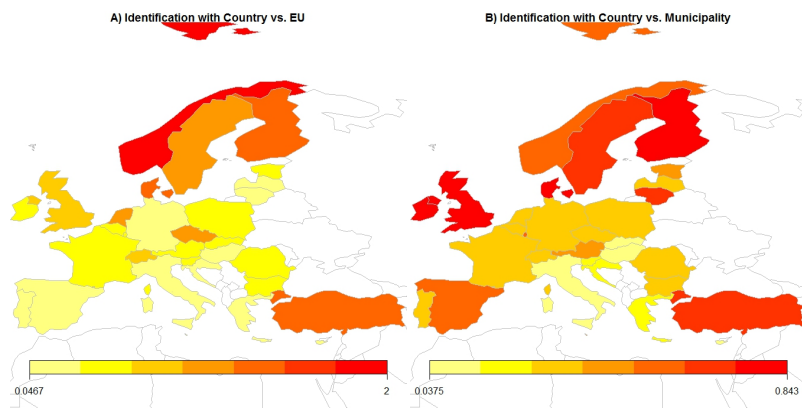 A) Identification with Country vs. EU
B) Identification with Country vs. Municipality
0.0467
2
0.0375
0.843